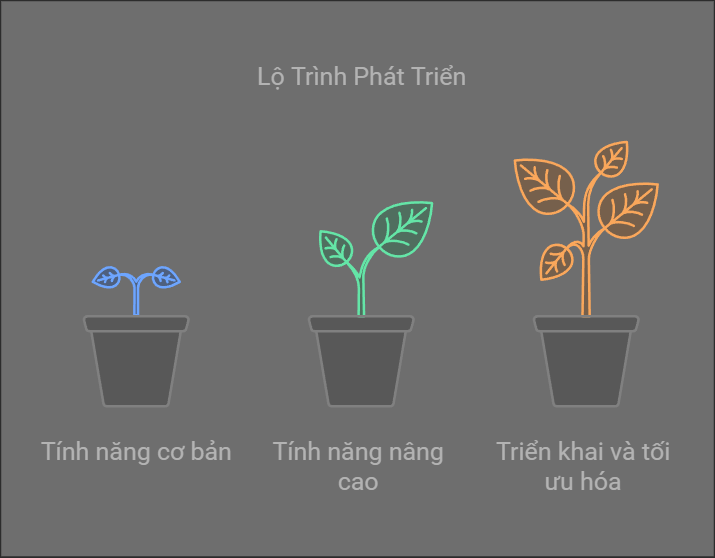 Lộ Trình Phát Triển
Tính năng cơ bản
Tính năng nâng
cao
Triển khai và tối
ưu hóa